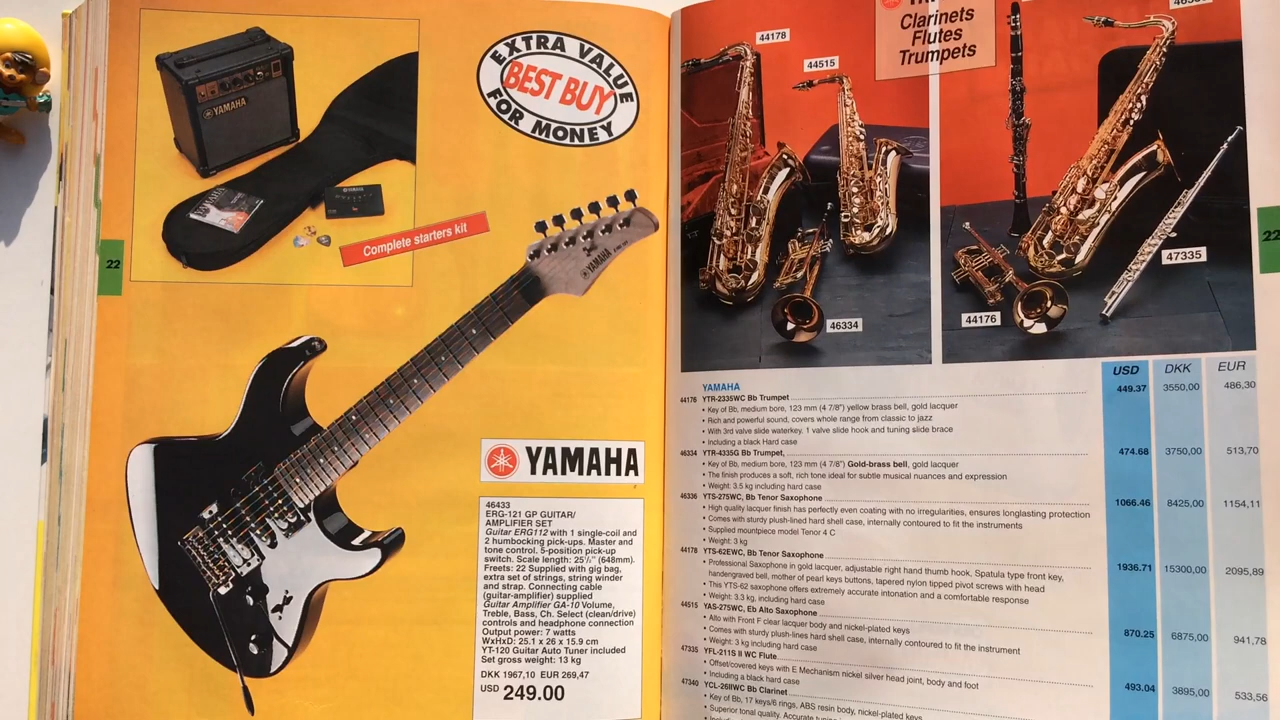 YAMAHA
YAMAHA
EXTRA VALUE
BEST BUY
FOR MONEY
Complete starters kit
YAMAHA
22
YAMAHA
46433
ERG-121 GP GUITAR/
AMPLIFIER SET
Guitar ERG112 with 1 single-coil and
2 humbocking pick-ups. Master and
tone control. 5-position pick-up
switch. Scale length: 25½" (648mm).
Freets: 22 Supplied with gig bag,
extra set of strings, string winder
and strap. Connecting cable
(guitar-amplifier) supplied
Guitar Amplifier GA-10 Volume,
Treble, Bass, Ch. Select (clean/drive)
controls and headphone connection
Output power: 7 watts
WxHxD: 25.1 x 26 x 15.9 cm
YT-120 Guitar Auto Tuner included
Set gross weight: 13 kg
DKK 1967,10 EUR 269,47
USD 249.00
Clarinets
Flutes
Trumpets
44178
44515
46334
44176
47335
22
USD DKK EUR
YAMAHA
44176 YTR-2335WC Bb Trumpet 449.37 3550,00 486,30
• Key of Bb, medium bore, 123 mm (4 7/8") yellow brass bell, gold lacquer
• Rich and powerful sound, covers whole range from classic to jazz
• With 3rd valve slide waterkey, 1 valve slide hook and tuning slide brace
• Including a black Hard case
46334 YTR-4335G Bb Trumpet, 474.68 3750,00 513,70
• Key of Bb, medium bore, 123 mm (4 7/8") Gold-brass bell, gold lacquer
• The finish produces a soft, rich tone ideal for subtle musical nuances and expression
• Weight: 3.5 kg including hard case
46336 YTS-275WC, Bb Tenor Saxophone 1066.46 8425,00 1154,11
• High quality lacquer finish has perfectly even coating with no irregularities, ensures longlasting protection
• Comes with sturdy plush-lined hard shell case, internally contoured to fit the instruments
• Supplied mountpiece model Tenor 4 C
• Weight: 3 kg
44178 YTS-62EWC, Bb Tenor Saxophone 1936.71 15300,00 2095,89
• Professional Saxophone in gold lacquer, adjustable right hand thumb hook, Spatula type front key,
handengraved bell, mother of pearl keys buttons, tapered nylon tipped pivot screws with head
• This YTS-62 saxophone offers extremely accurate intonation and a comfortable response
• Weight: 3.3 kg, including hard case
44515 YAS-275WC, Eb Alto Saxophone 870.25 6875,00 941,78
• Alto with Front F clear lacquer body and nickel-plated keys
• Comes with sturdy plush-lines hard shell case, internally contoured to fit the instrument
• Weight: 3 kg including hard case
47335 YFL-211S II WC Flute 493.04 3895,00 533,56
• Offset/covered keys with E Mechanism nickel silver head joint, body and foot
• Including a black hard case
47340 YCL-26IIWC Bb Clarinet
• Key of Bb, 17 keys/6 rings, ABS resin body, nickel-plated keys
• Superior tonal quality. Accurate